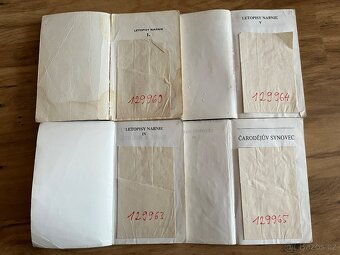 LETOPISY NARNIE
I.
129960
LETOPISY NARNIE
V
129964
LETOPISY NARNIE
IV
129963
ČARODĚJŮV SYNOVEC
129965